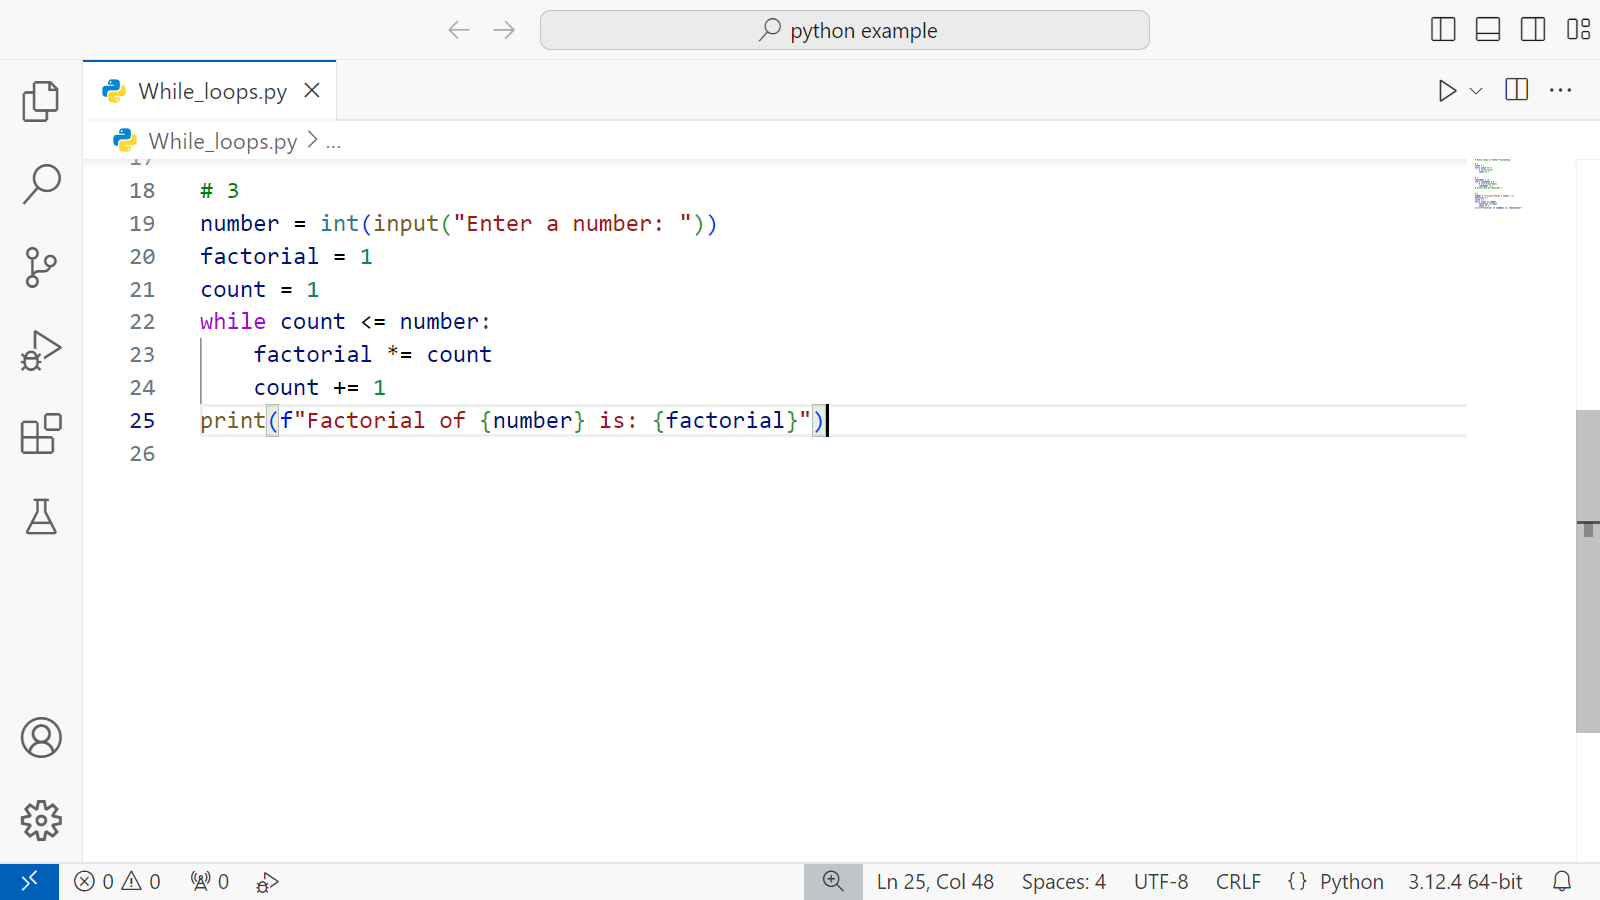 python example
While_loops.py
While_loops.py > ...
17
18 # 3
19 number = int(input("Enter a number: "))
20 factorial = 1
21 count = 1
22 while count <= number:
23 factorial *= count
24 count += 1
25 print(f"Factorial of {number} is: {factorial}")
26
0 0 0 Ln 25, Col 48 Spaces: 4 UTF-8 CRLF {} Python 3.12.4 64-bit